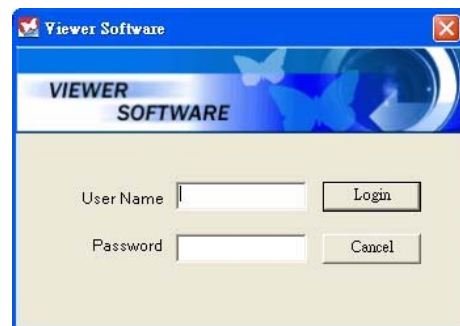 Viewer Software
VIEWER
SOFTWARE
User Name
Login
Password
Cancel